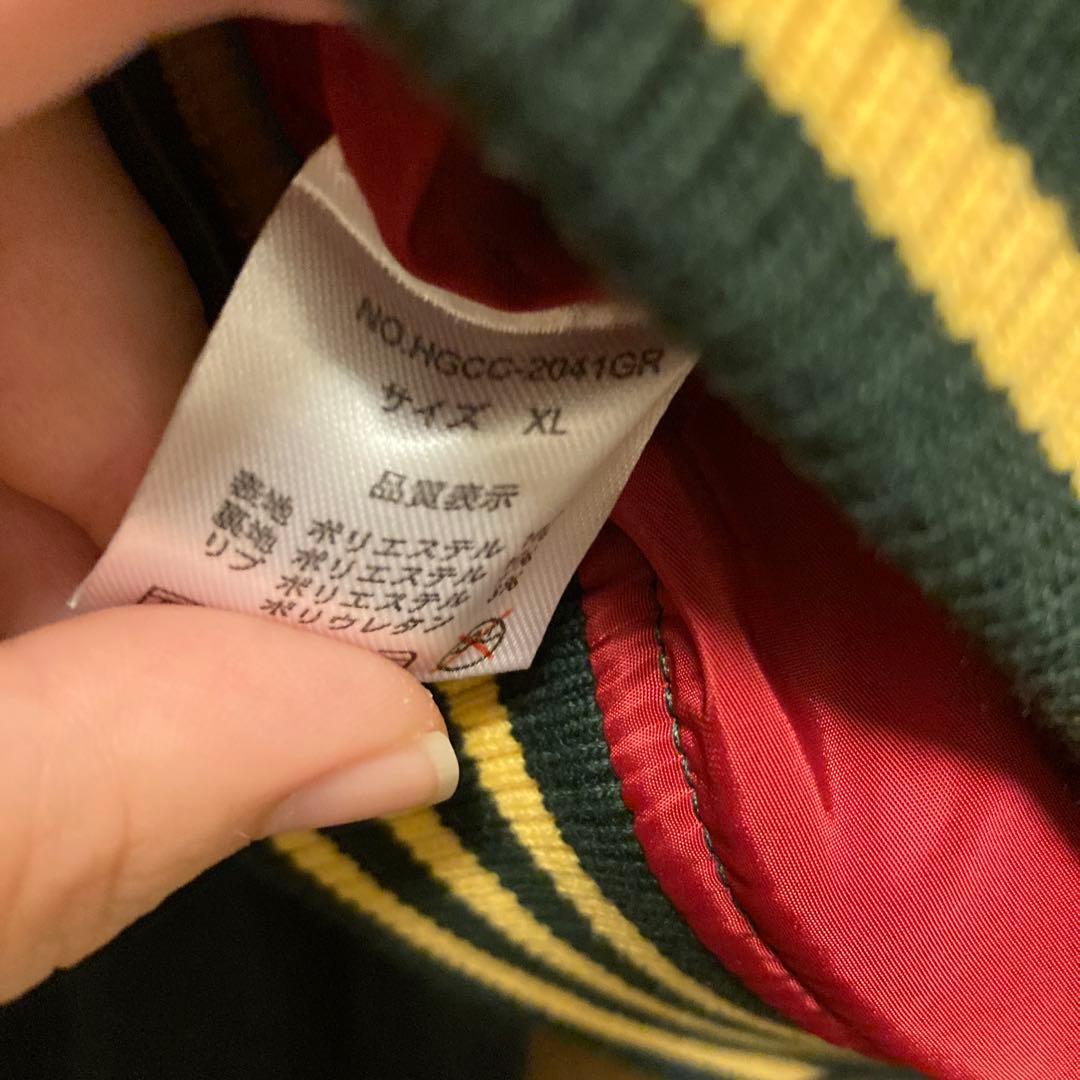 NO.HGCC-2041GR
サイズ XL
品質表示
表地 ポリエステル
裏地 ポリエステル
リブ ポリエステル
ポリウレタン